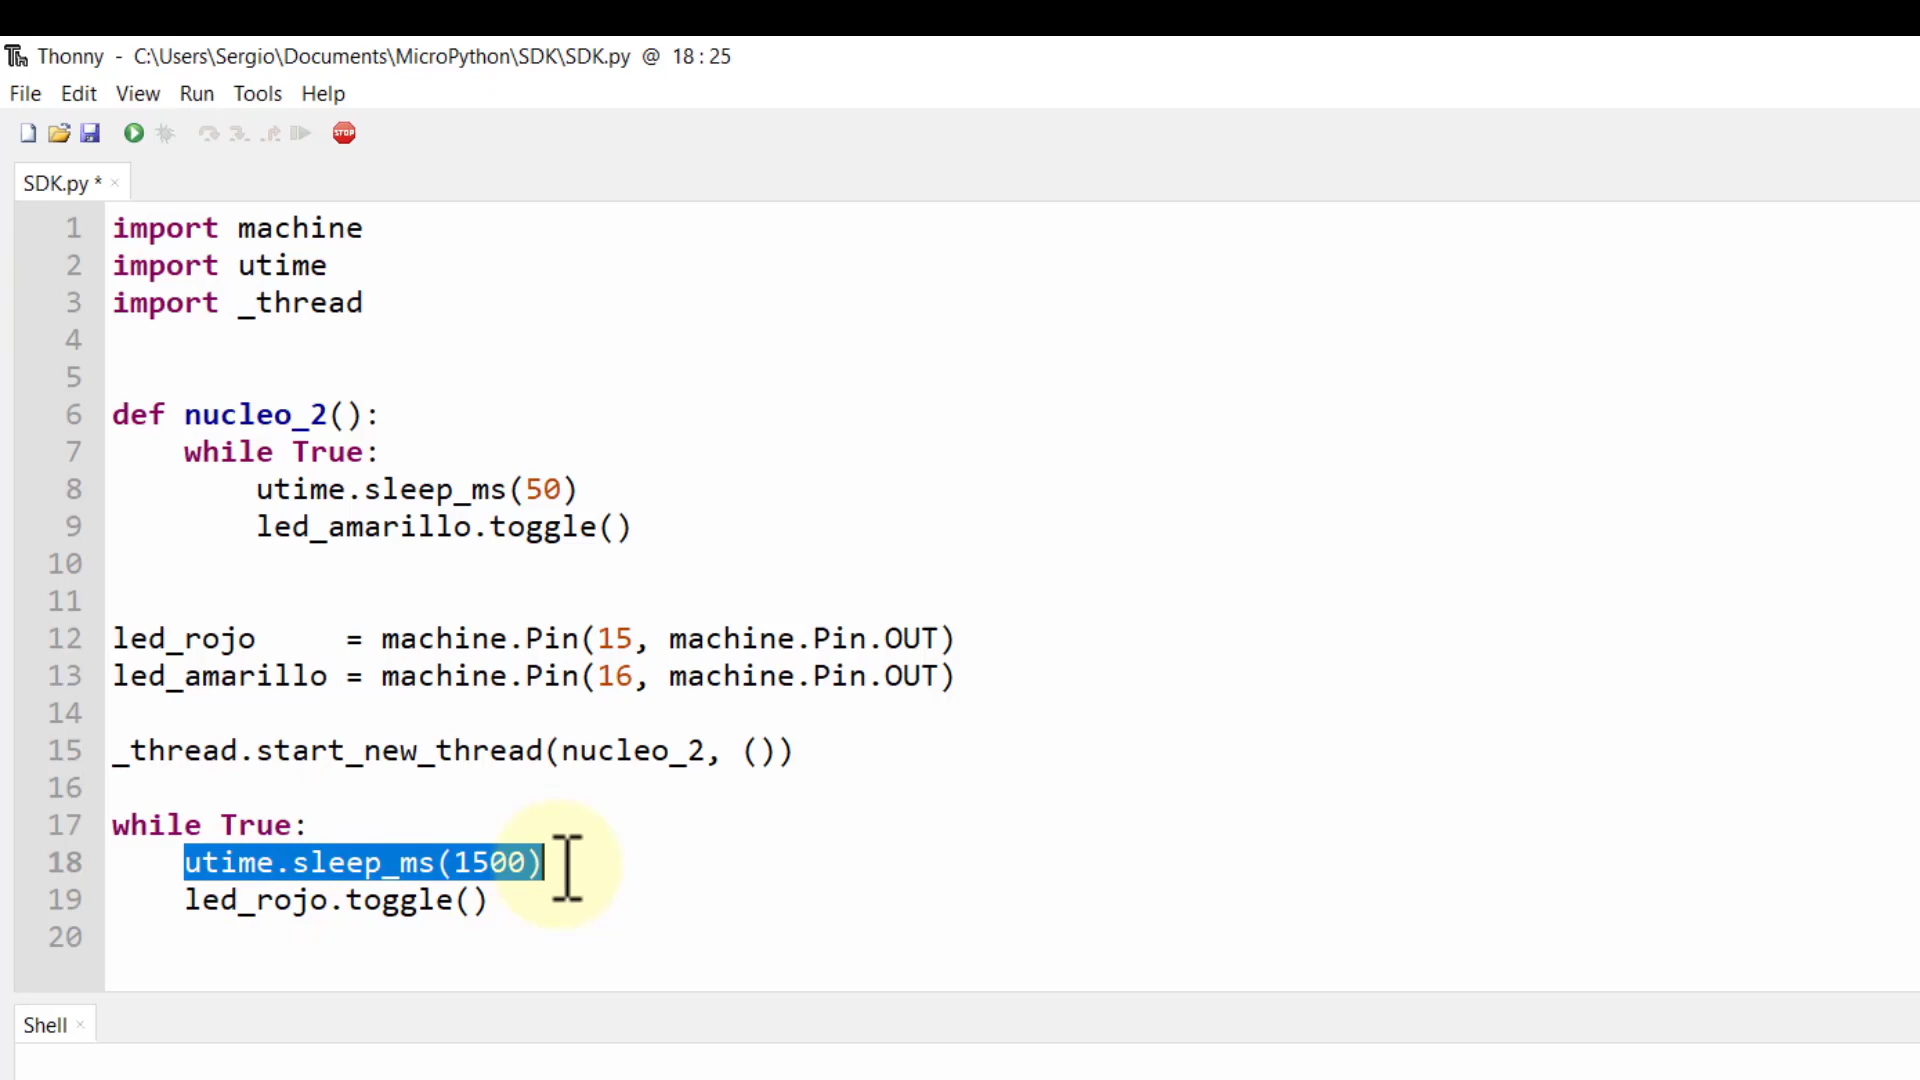 Thonny - C:\Users\Sergio\Documents\MicroPython\SDK\SDK.py @ 18 : 25
File Edit View Run Tools Help
STOP
SDK.py * ×
1 import machine
2 import utime
3 import _thread
4
5
6 def nucleo_2():
7     while True:
8         utime.sleep_ms(50)
9         led_amarillo.toggle()
10
11
12 led_rojo     = machine.Pin(15, machine.Pin.OUT)
13 led_amarillo = machine.Pin(16, machine.Pin.OUT)
14
15 _thread.start_new_thread(nucleo_2, ())
16
17 while True:
18     utime.sleep_ms(1500)
19     led_rojo.toggle()
20
Shell ×